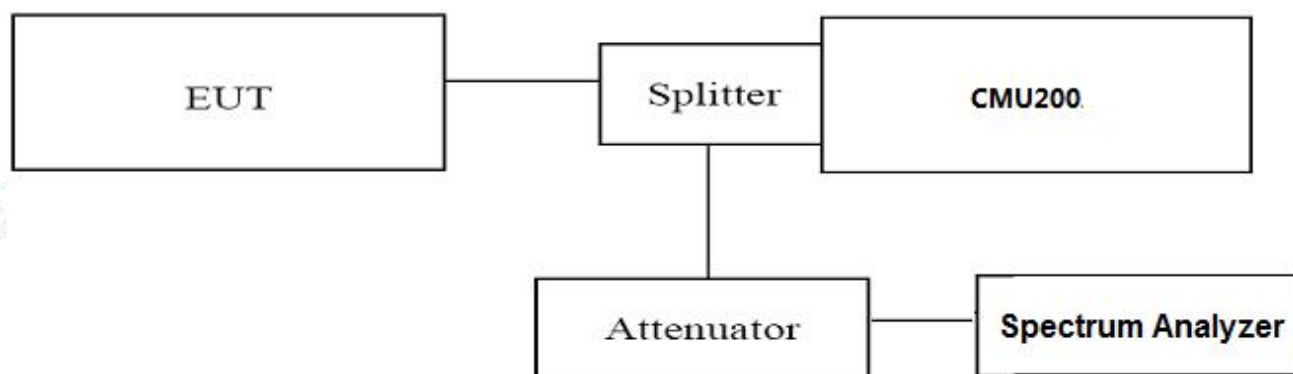 EUT
Splitter
CMU200
Attenuator
Spectrum Analyzer